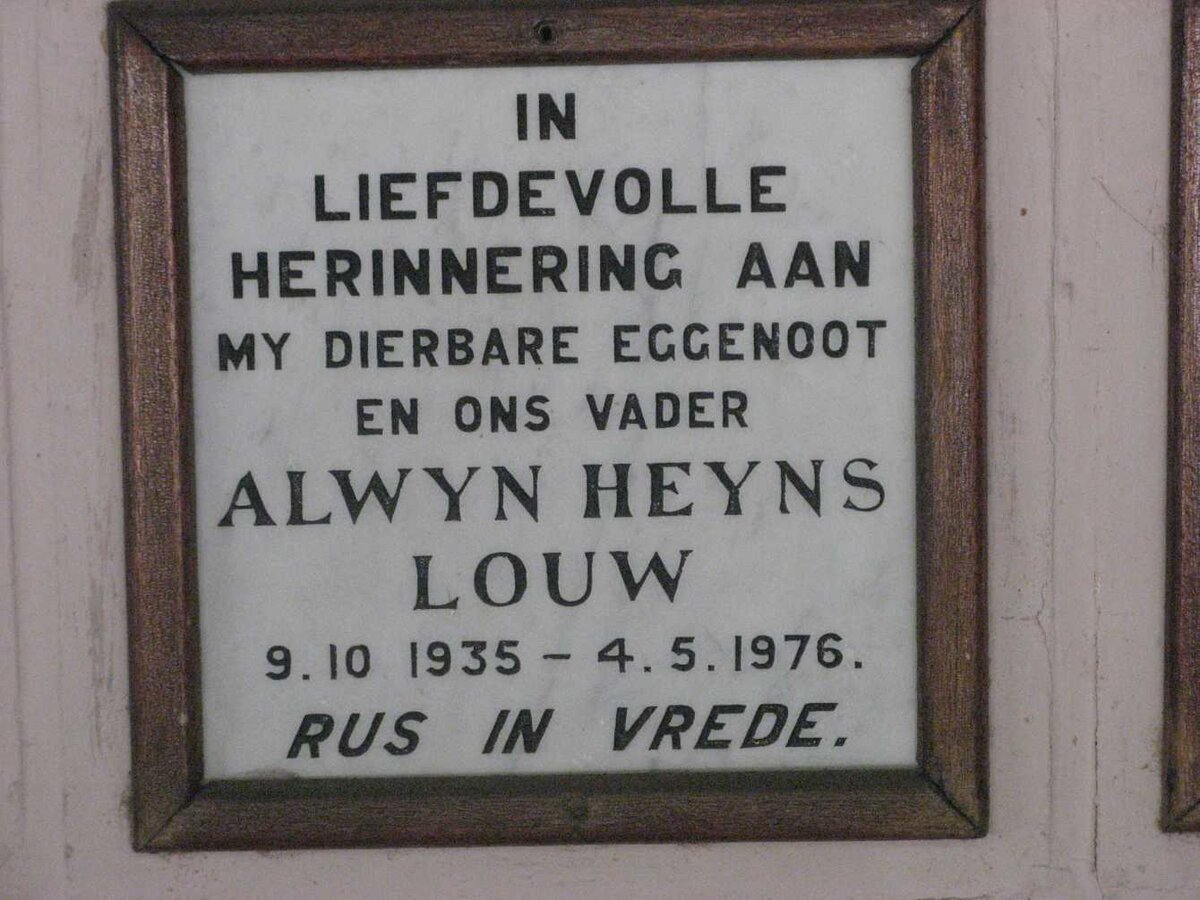 IN
LIEFDEVOLLE
HERINNERING AAN
MY DIERBARE EGGENOOT
EN ONS VADER
ALWYN HEYNS
LOUW
9.10 1935 – 4.5.1976.
RUS IN VREDE.